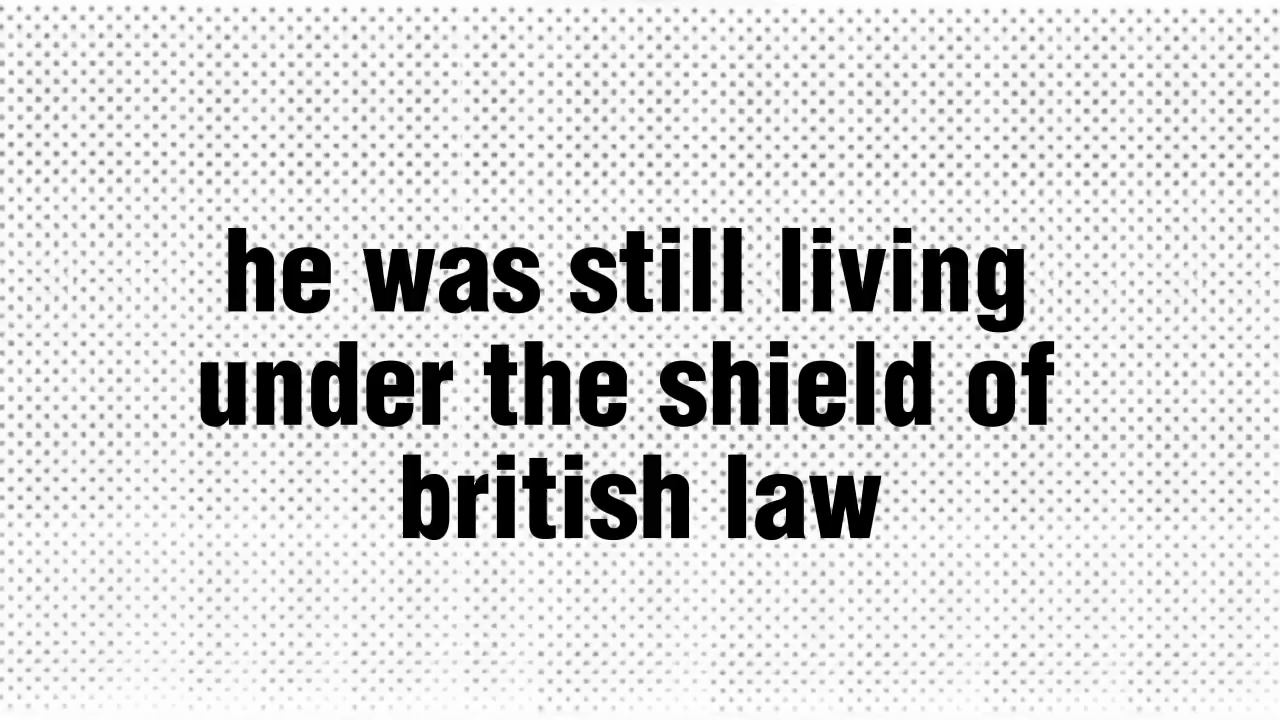 he was still living
under the shield of
british law